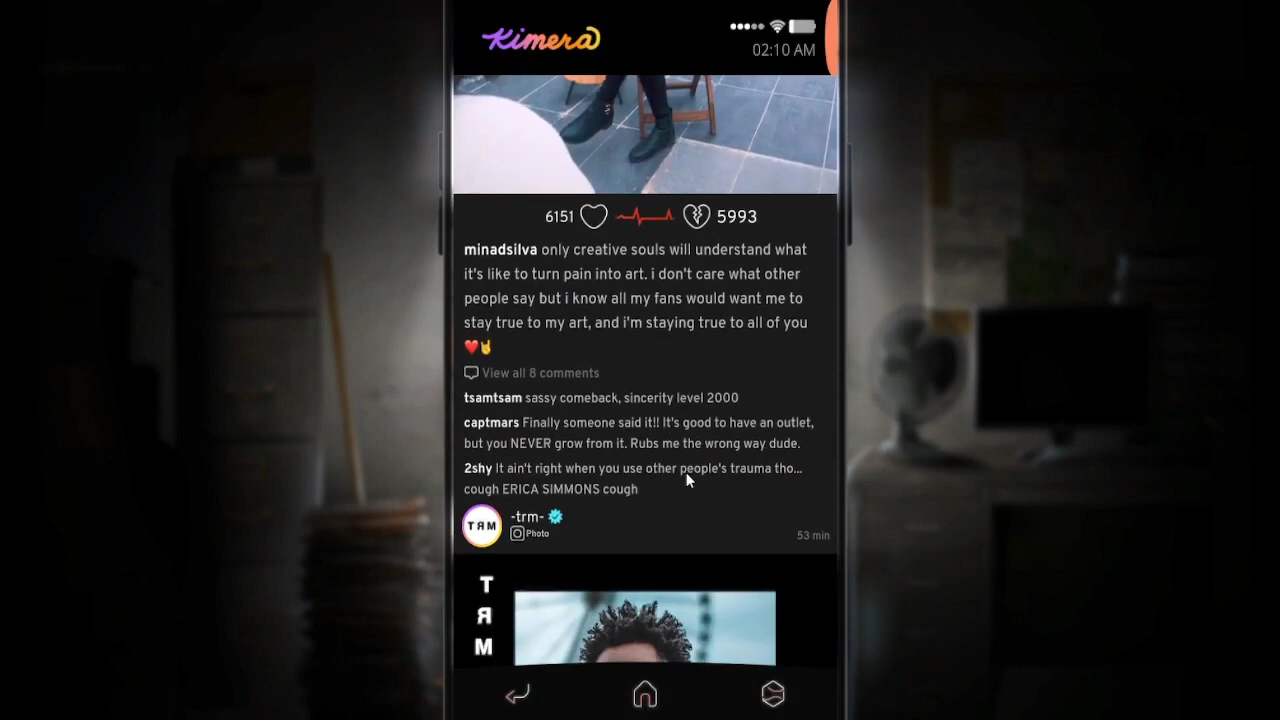 Kimera
02:10 AM
6151 5993
minadsilva only creative souls will understand what
it's like to turn pain into art. i don't care what other
people say but i know all my fans would want me to
stay true to my art, and i'm staying true to all of you
❤️🤘
View all 8 comments
tsamtsam sassy comeback, sincerity level 2000
captmars Finally someone said it!! It's good to have an outlet,
but you NEVER grow from it. Rubs me the wrong way dude.
2shy It ain't right when you use other people's trauma tho...
cough ERICA SIMMONS cough
TЯM
-trm-
Photo
53 min
T
Я
M